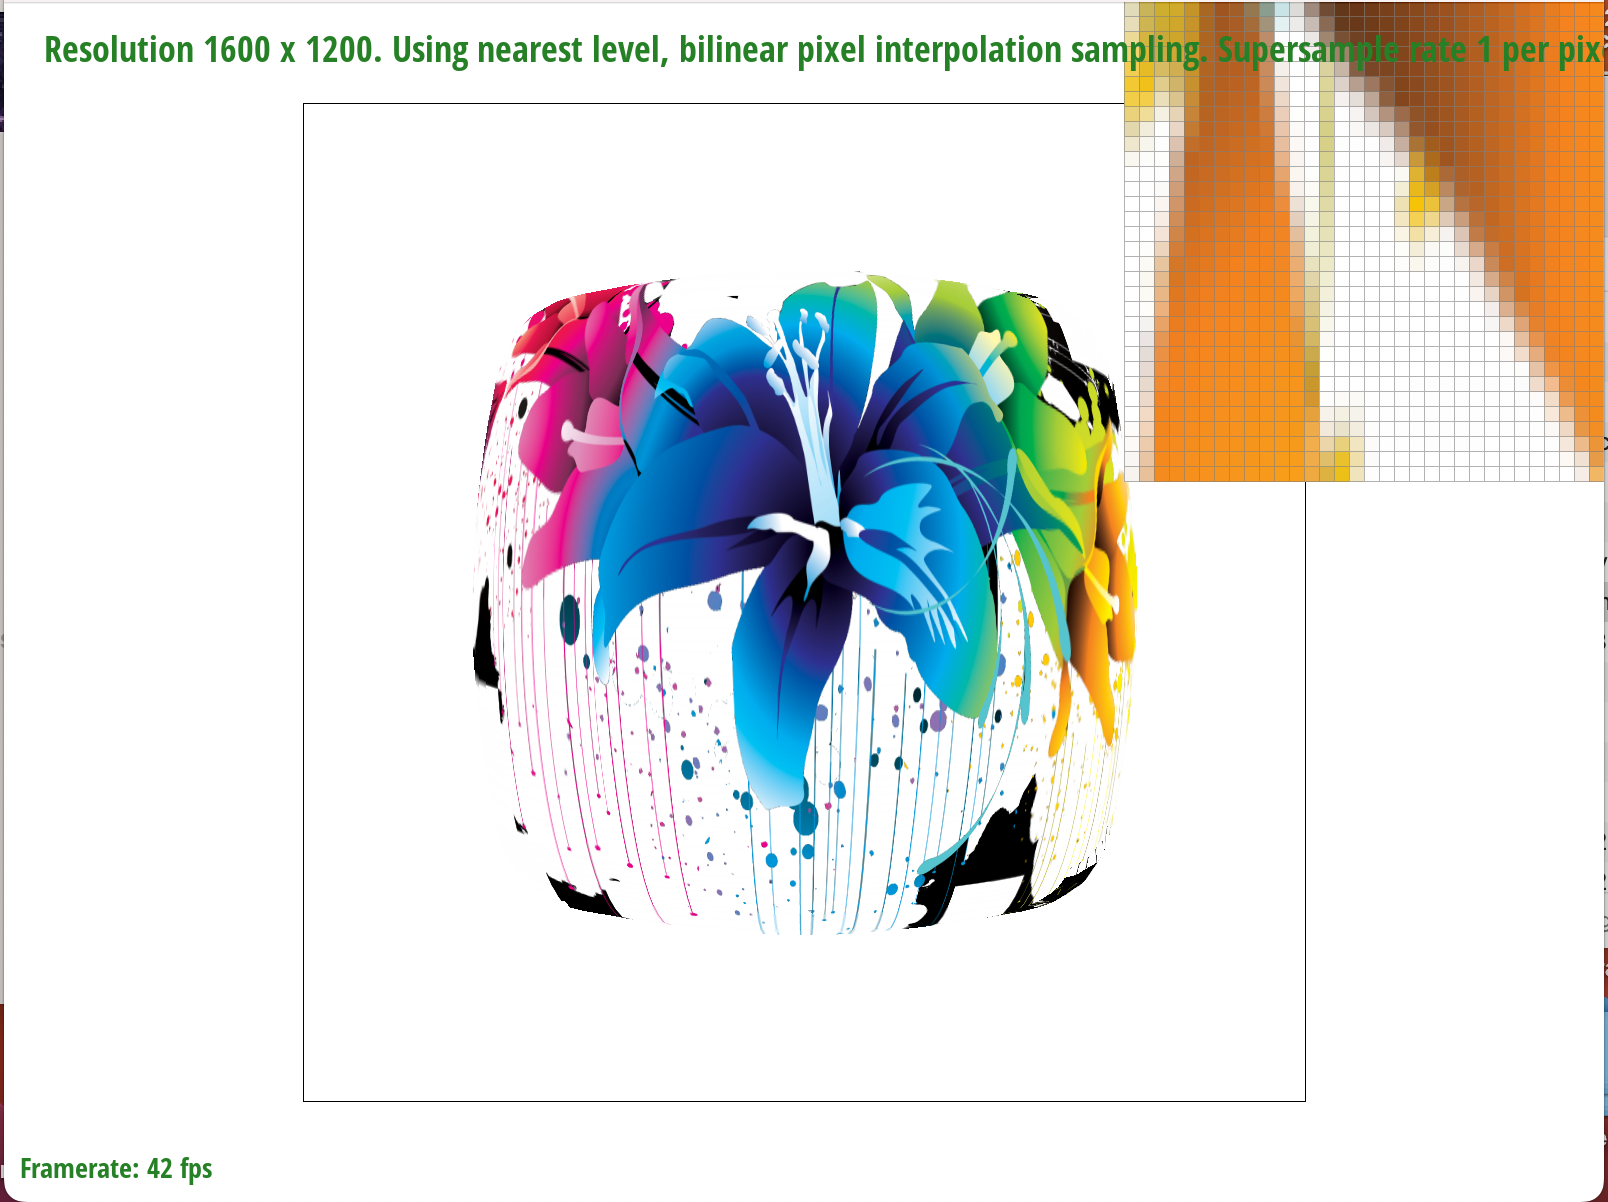 Resolution 1600 x 1200. Using nearest level, bilinear pixel interpolation sampling. Supersample rate 1 per pix
Framerate: 42 fps